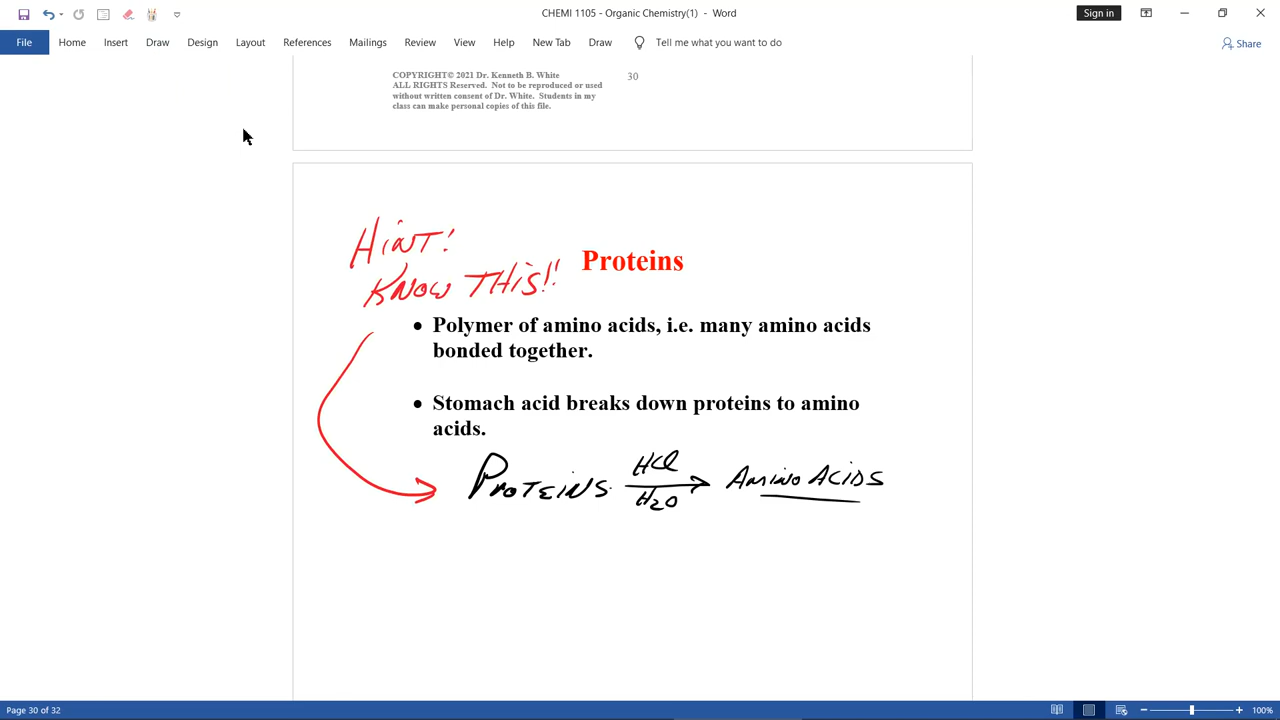 CHEMI 1105 - Organic Chemistry(1) - Word
Sign in
File Home Insert Draw Design Layout References Mailings Review View Help New Tab Draw Tell me what you want to do Share
COPYRIGHT© 2021 Dr. Kenneth B. White 30
ALL RIGHTS Reserved. Not to be reproduced or used
without written consent of Dr. White. Students in my
class can make personal copies of this file.
HiNT!
KNOW THiS!!
Proteins
• Polymer of amino acids, i.e. many amino acids
bonded together.
• Stomach acid breaks down proteins to amino
acids.
PROTEiNS HCl AMiNO ACiDS
H2O
Page 30 of 32 100%